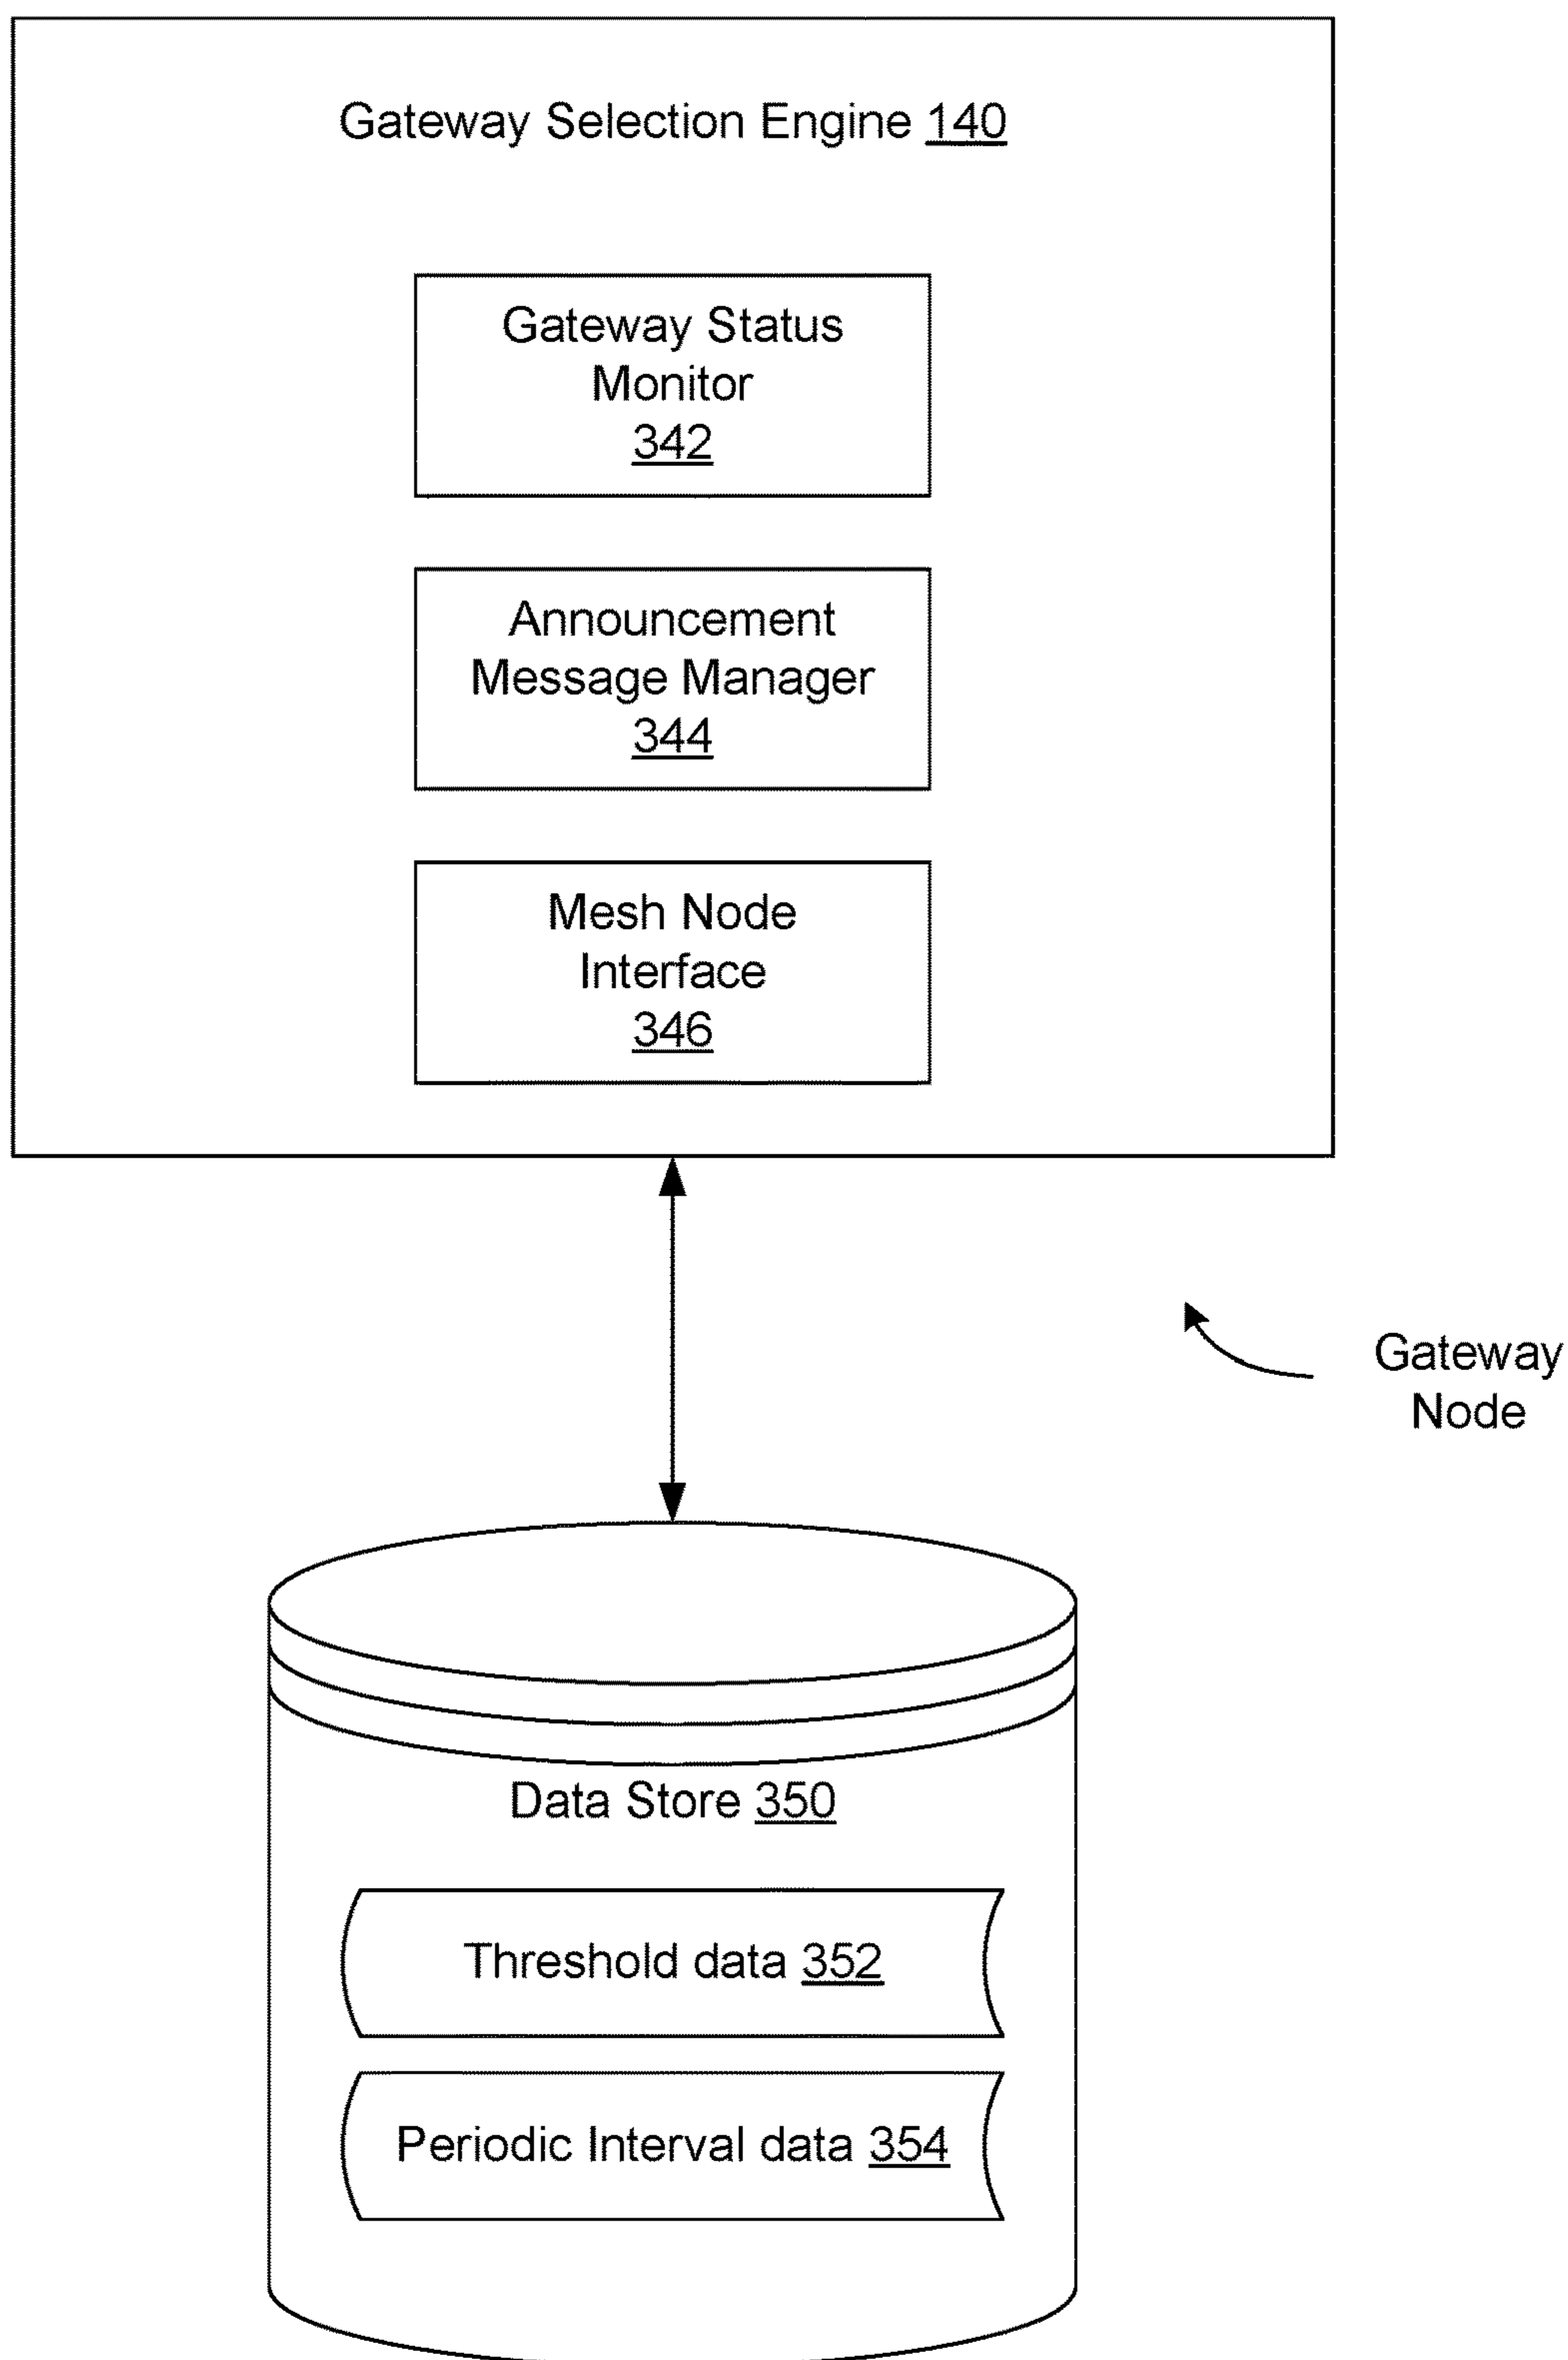 Gateway Selection Engine 140
Gateway Status
Monitor
342
Announcement
Message Manager
344
Mesh Node
Interface
346
Gateway
Node
Data Store 350
Threshold data 352
Periodic Interval data 354